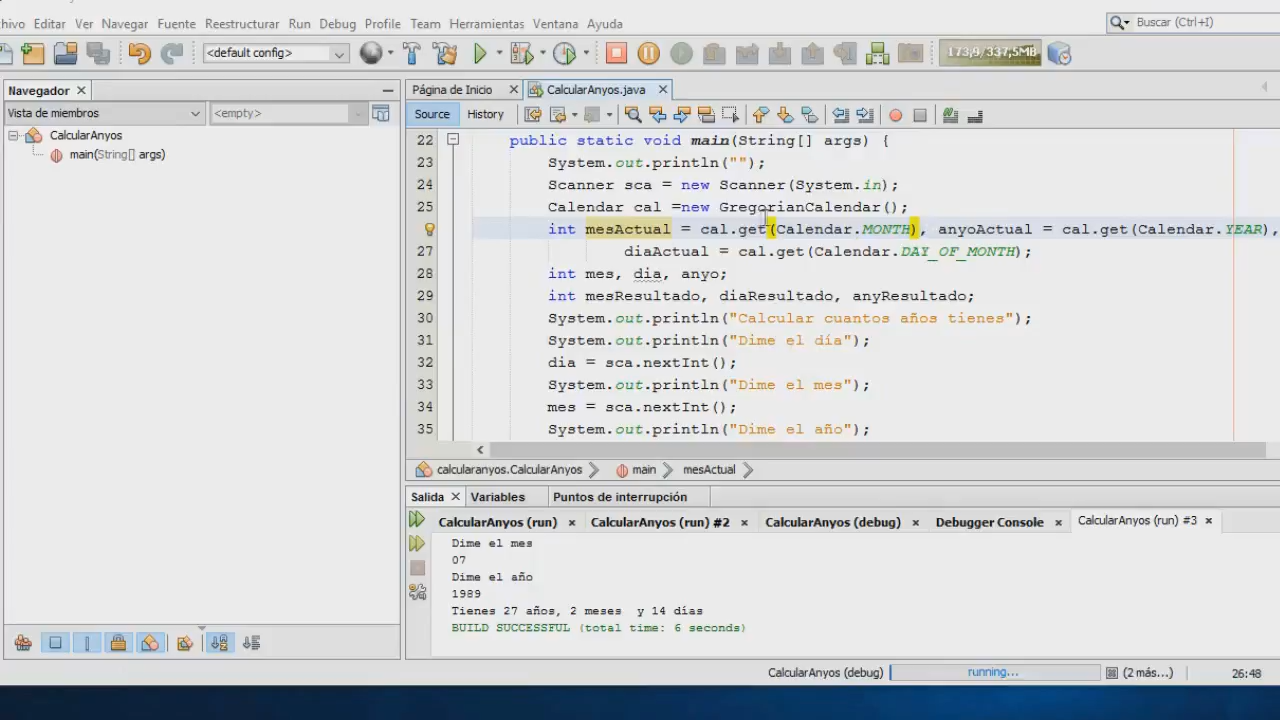 hivo Editar Ver Navegar Fuente Reestructurar Run Debug Profile Team Herramientas Ventana Ayuda
Buscar (Ctrl+I)
<default config>
173,9/337,5MB
Navegador
Página de Inicio
CalcularAnyos.java
Vista de miembros
<empty>
Source
History
CalcularAnyos
main(String[] args)
22 public static void main(String[] args) {
23 System.out.println("");
24 Scanner sca = new Scanner(System.in);
25 Calendar cal =new GregorianCalendar();
int mesActual = cal.get(Calendar.MONTH), anyoActual = cal.get(Calendar.YEAR),
27 diaActual = cal.get(Calendar.DAY_OF_MONTH);
28 int mes, dia, anyo;
29 int mesResultado, diaResultado, anyResultado;
30 System.out.println("Calcular cuantos años tienes");
31 System.out.println("Dime el día");
32 dia = sca.nextInt();
33 System.out.println("Dime el mes");
34 mes = sca.nextInt();
35 System.out.println("Dime el año");
calcularanyos.CalcularAnyos
main
mesActual
Salida
Variables
Puntos de interrupción
CalcularAnyos (run)
CalcularAnyos (run) #2
CalcularAnyos (debug)
Debugger Console
CalcularAnyos (run) #3
Dime el mes
07
Dime el año
1989
Tienes 27 años, 2 meses  y 14 días
BUILD SUCCESSFUL (total time: 6 seconds)
CalcularAnyos (debug)
running...
(2 más...)
26:48